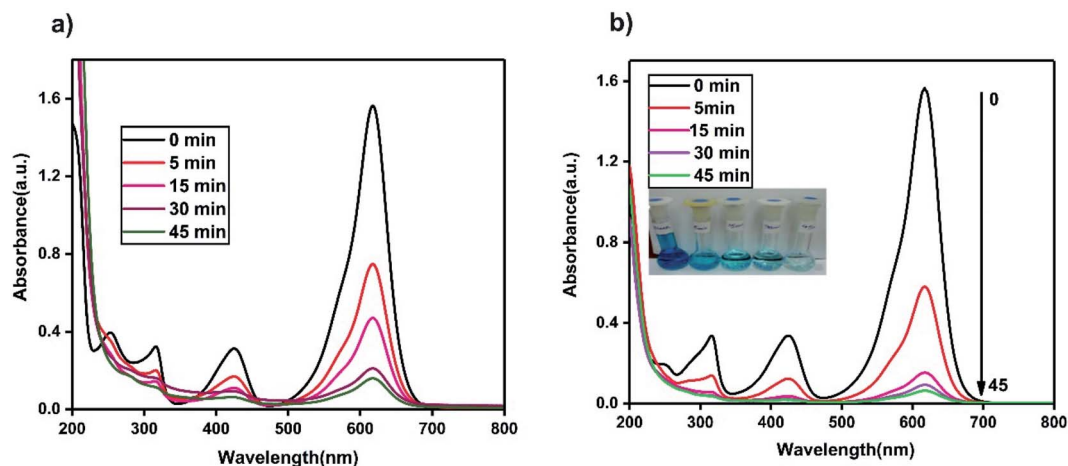 a)
1.6
1.2
0.8
0.4
0.0
Absorbance(a.u.)
0 min
5 min
15 min
30 min
45 min
200 300 400 500 600 700 800
Wavelength(nm)
b)
1.6
1.2
0.8
0.4
0.0
Absorbance(a.u.)
0 min
5min
15 min
30 min
45 min
0
45
200 300 400 500 600 700 800
Wavelength(nm)